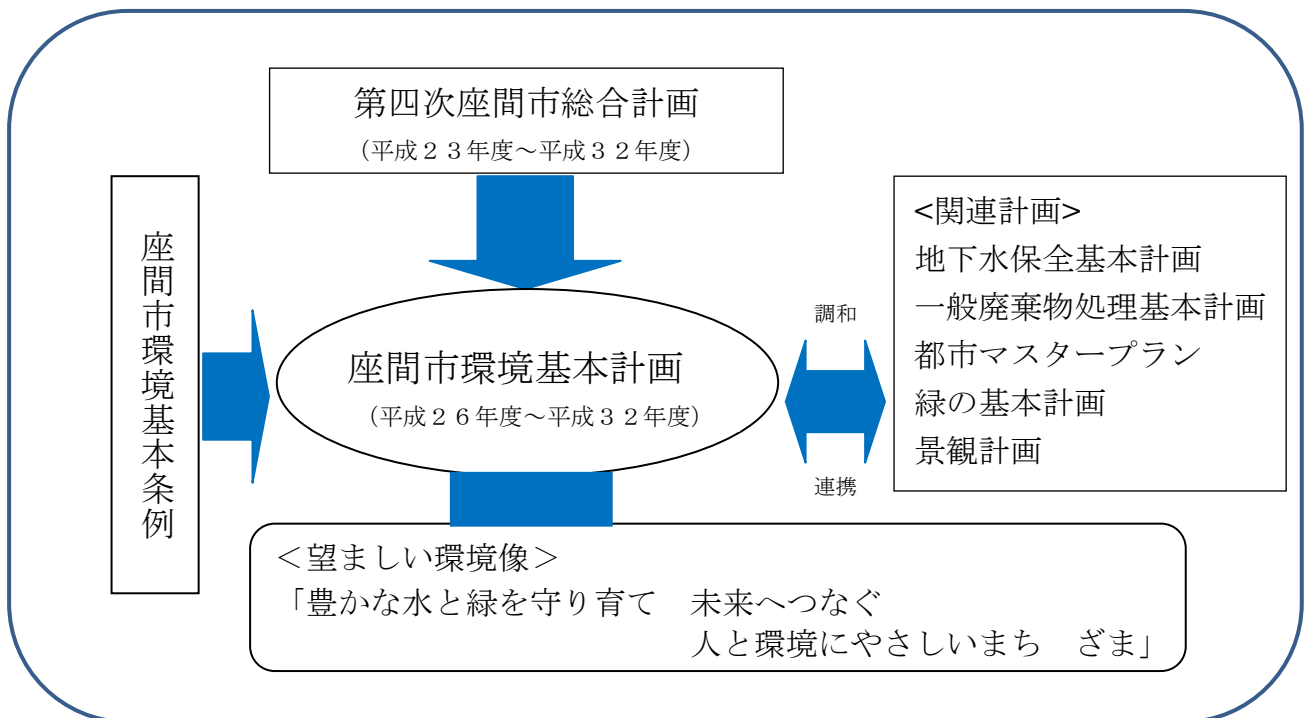 第四次座間市総合計画
（平成２３年度～平成３２年度）
座間市環境基本条例
座間市環境基本計画
（平成２６年度～平成３２年度）
調和
連携
<関連計画>
地下水保全基本計画
一般廃棄物処理基本計画
都市マスタープラン
緑の基本計画
景観計画
＜望ましい環境像＞
「豊かな水と緑を守り育て　未来へつなぐ
人と環境にやさしいまち　ざま」